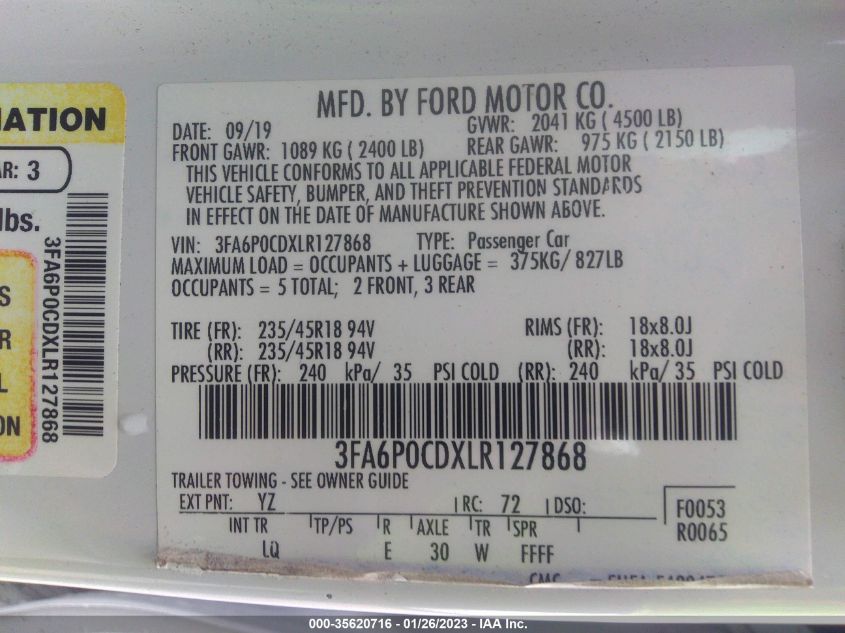 MATION
AR: 3
lbs.
S
R
L
ON
3FA6P0CDXLR127868
MFD. BY FORD MOTOR CO.
DATE: 09/19 GVWR: 2041 KG ( 4500 LB)
FRONT GAWR: 1089 KG ( 2400 LB) REAR GAWR: 975 KG ( 2150 LB)
THIS VEHICLE CONFORMS TO ALL APPLICABLE FEDERAL MOTOR
VEHICLE SAFETY, BUMPER, AND THEFT PREVENTION STANDARDS
IN EFFECT ON THE DATE OF MANUFACTURE SHOWN ABOVE.
VIN: 3FA6P0CDXLR127868 TYPE: Passenger Car
MAXIMUM LOAD = OCCUPANTS + LUGGAGE = 375KG/ 827LB
OCCUPANTS = 5 TOTAL; 2 FRONT, 3 REAR
TIRE (FR): 235/45R18 94V RIMS (FR): 18x8.0J
(RR): 235/45R18 94V (RR): 18x8.0J
PRESSURE (FR): 240 kPa/ 35 PSI COLD (RR): 240 kPa/ 35 PSI COLD
3FA6P0CDXLR127868
TRAILER TOWING - SEE OWNER GUIDE
EXT PNT: YZ RC: 72 DSO: F0053
R0065
INT TR TP/PS R AXLE TR SPR
LQ E 30 W FFFF
000-35620716 - 01/26/2023 - IAA Inc.